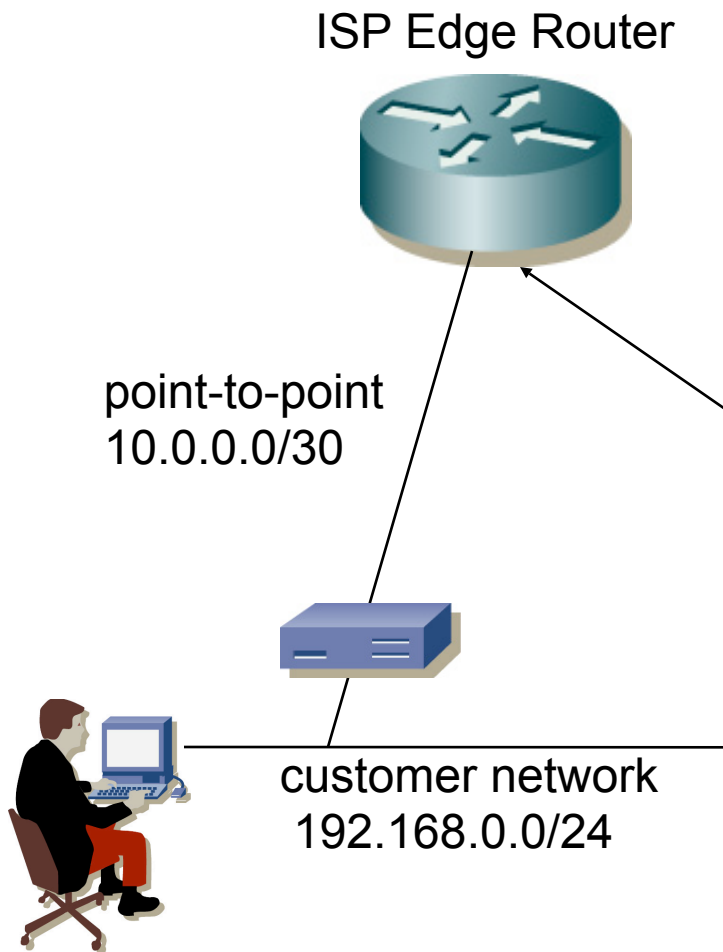 ISP Edge Router
point-to-point
10.0.0.0/30
customer network
192.168.0.0/24